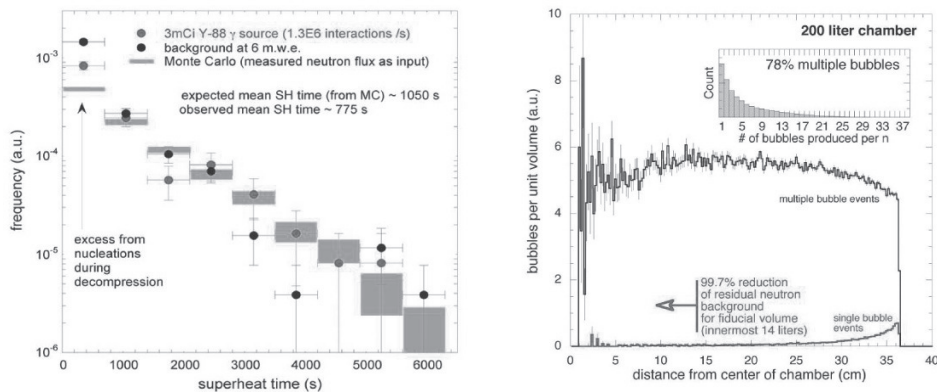 3mCi Y-88 γ source (1.3E6 interactions /s)
background at 6 m.w.e.
Monte Carlo (measured neutron flux as input)
expected mean SH time (from MC) ~ 1050 s
observed mean SH time ~ 775 s
excess from
nucleations
during
decompression
frequency (a.u.)
10-3
10-4
10-5
10-6
0 1000 2000 3000 4000 5000 6000
superheat time (s)
200 liter chamber
78% multiple bubbles
Count
1 5 9 13 17 21 25 29 33 37
# of bubbles produced per n
bubbles per unit volume (a.u.)
10
8
6
4
2
0
multiple bubble events
99.7% reduction
of residual neutron
background
for fiducial volume
(innermost 14 liters)
single bubble
events
0 5 10 15 20 25 30 35 40
distance from center of chamber (cm)